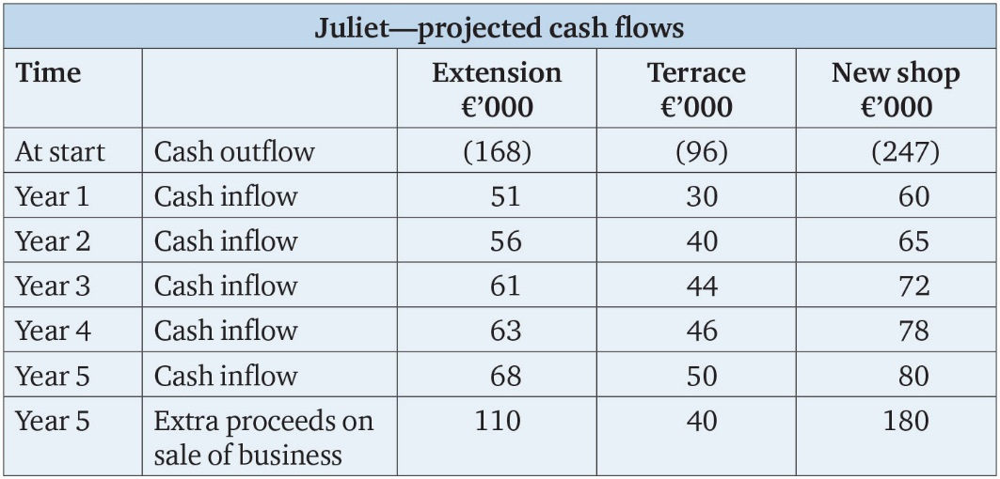 Juliet—projected cash flows
Time Extension Terrace New shop
€’000 €’000 €’000
At start Cash outflow (168) (96) (247)
Year 1 Cash inflow 51 30 60
Year 2 Cash inflow 56 40 65
Year 3 Cash inflow 61 44 72
Year 4 Cash inflow 63 46 78
Year 5 Cash inflow 68 50 80
Year 5 Extra proceeds on 110 40 180
sale of business